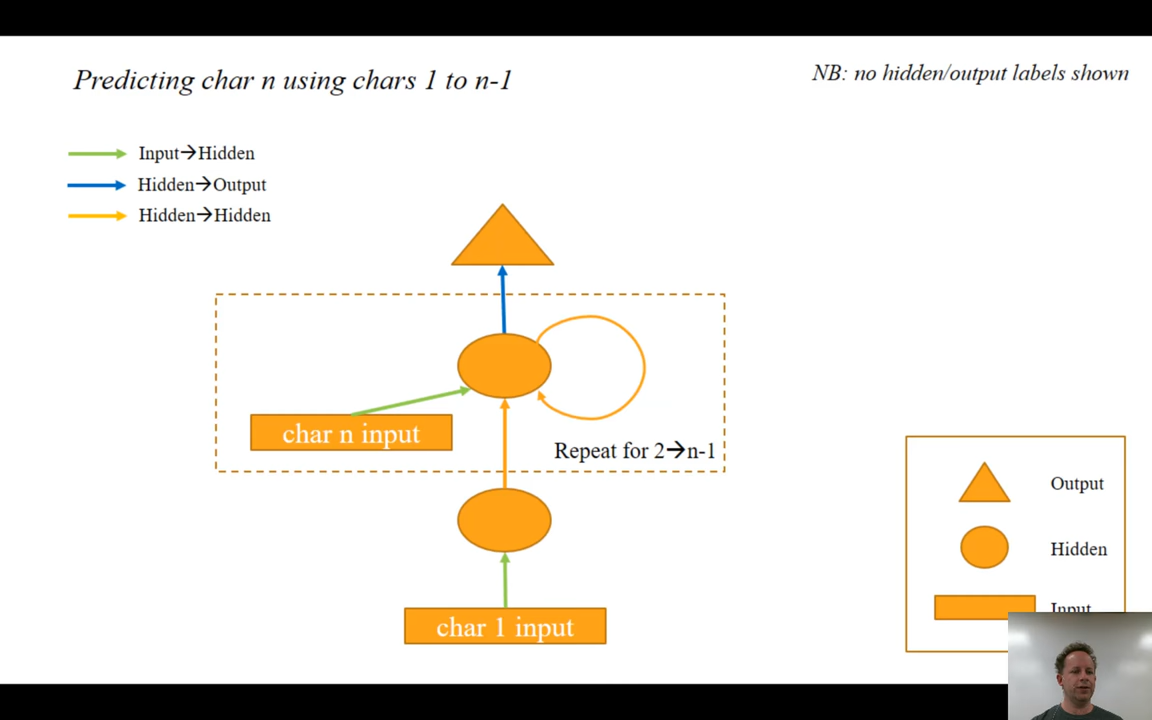 Predicting char n using chars 1 to n-1
NB: no hidden/output labels shown
Input→Hidden
Hidden→Output
Hidden→Hidden
char n input
Repeat for 2→n-1
char 1 input
Output
Hidden
Input